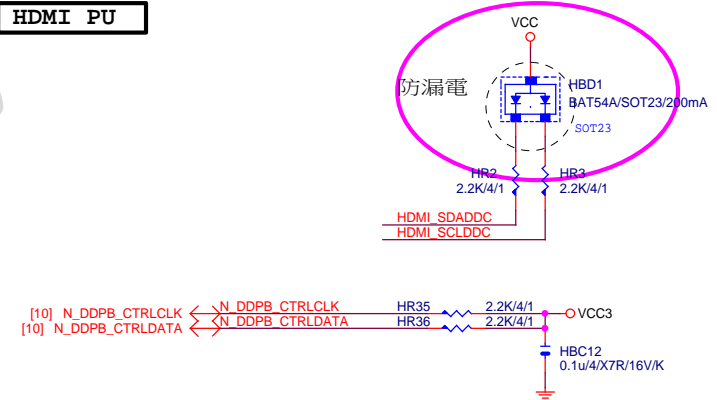 HDMI PU
VCC
防漏電
HBD1
BAT54A/SOT23/200mA
SOT23
HR2
2.2K/4/1
HR3
2.2K/4/1
HDMI_SDADDC
HDMI_SCLDDC
[10] N_DDPB_CTRLCLK
N_DDPB_CTRLCLK
HR35
2.2K/4/1
VCC3
[10] N_DDPB_CTRLDATA
N_DDPB_CTRLDATA
HR36
2.2K/4/1
HBC12
0.1u/4/X7R/16V/K